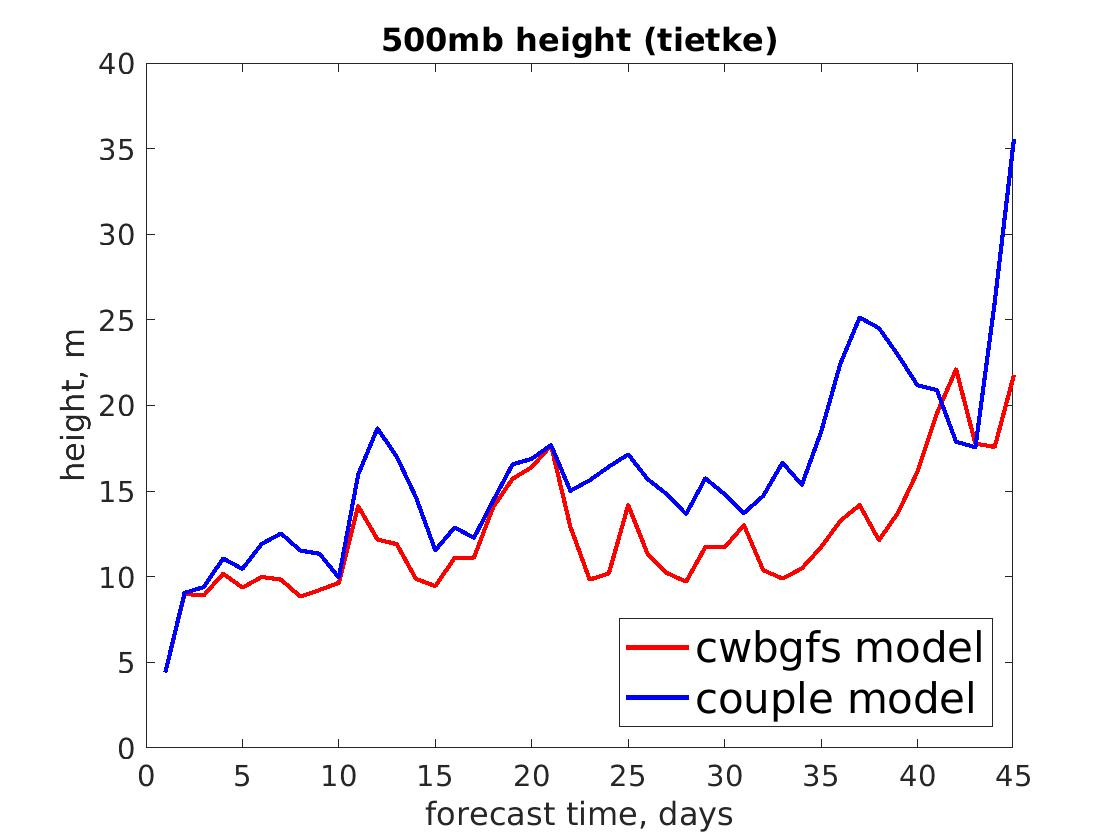 500mb height (tietke)
40
35
30
25
20
15
10
5
0
height, m
0 5 10 15 20 25 30 35 40 45
forecast time, days
cwbgfs model
couple model